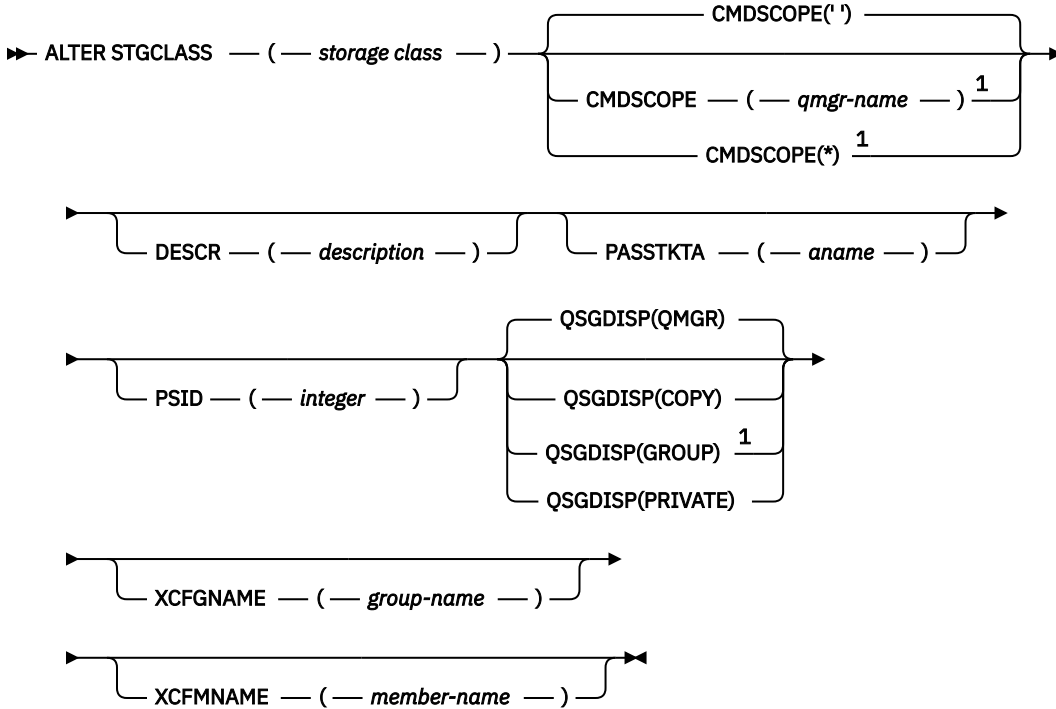 CMDSCOPE(' ')
ALTER STGCLASS ( storage class )
CMDSCOPE ( qmgr-name ) 1
CMDSCOPE(*) 1
DESCR ( description ) PASSTKTA ( aname )
QSGDISP(QMGR)
PSID ( integer ) QSGDISP(COPY)
QSGDISP(GROUP) 1
QSGDISP(PRIVATE)
XCFGNAME ( group-name )
XCFMNAME ( member-name )